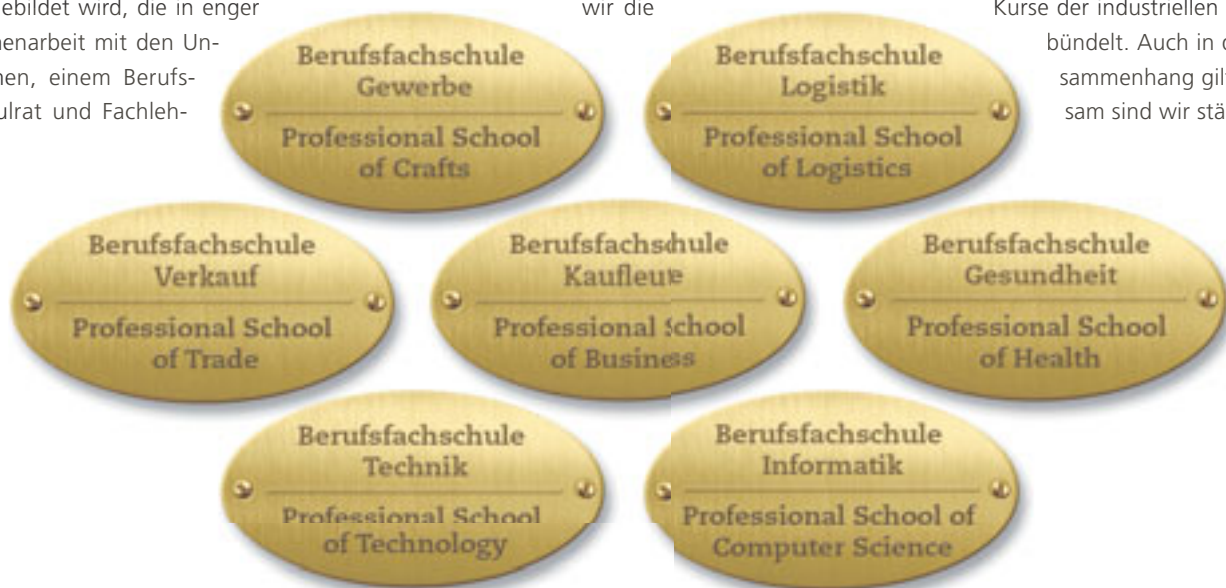 ebildet wird, die in enger
enarbeit mit den Un-
en, einem Berufs-
ulrat und Fachleh-
wir die
Kurse der industriellen
bündelt. Auch in
sammenhang gilt
sam sind wir stä
Berufsfachschule
Gewerbe
Professional School
of Crafts
Berufsfachschule
Logistik
Professional School
of Logistics
Berufsfachschule
Verkauf
Professional School
of Trade
Berufsfachschule
Kaufleute
Professional School
of Business
Berufsfachschule
Gesundheit
Professional School
of Health
Berufsfachschule
Technik
Professional School
of Technology
Berufsfachschule
Informatik
Professional School of
Computer Science